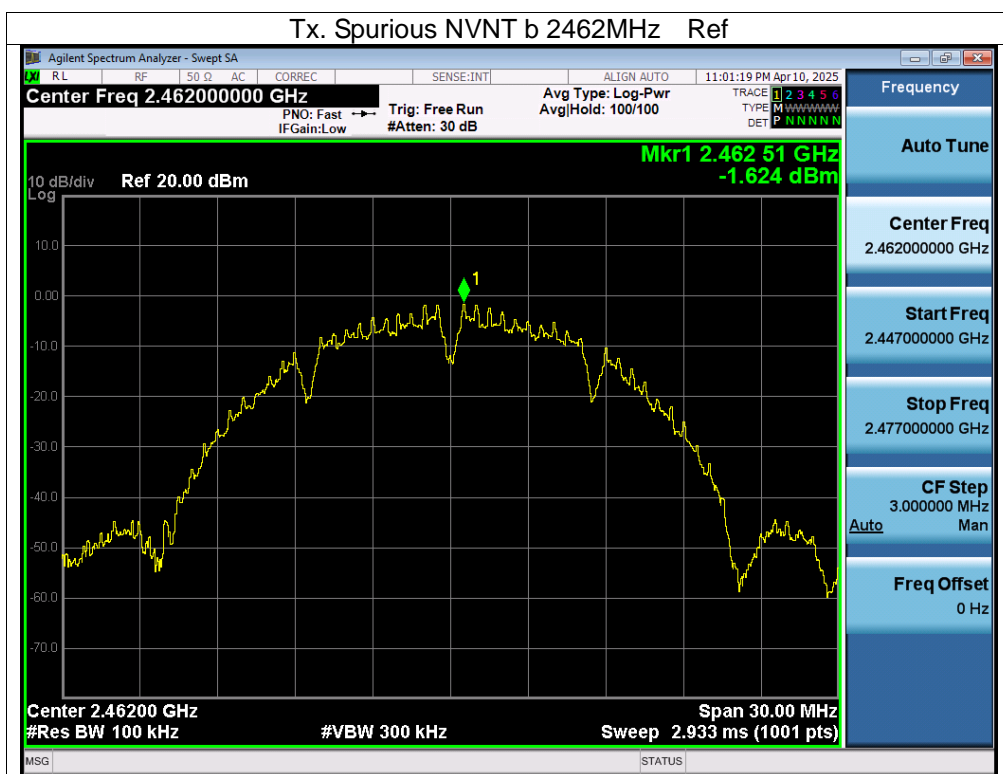 Tx. Spurious NVNT b 2462MHz Ref
Agilent Spectrum Analyzer - Swept SA
LXI RL RF 50 Ω AC CORREC SENSE:INT ALIGN AUTO 11:01:19 PM Apr 10, 2025
Center Freq 2.462000000 GHz
PNO: Fast
IFGain:Low
Trig: Free Run
#Atten: 30 dB
Avg Type: Log-Pwr
Avg|Hold: 100/100
TRACE 1 2 3 4 5 6
TYPE M WWWWW
DET P N N N N N
Mkr1 2.462 51 GHz
-1.624 dBm
10 dB/div Ref 20.00 dBm
Log
10.0
0.00
-10.0
-20.0
-30.0
-40.0
-50.0
-60.0
-70.0
1
Center 2.46200 GHz Span 30.00 MHz
#Res BW 100 kHz #VBW 300 kHz Sweep 2.933 ms (1001 pts)
MSG STATUS
Frequency
Auto Tune
Center Freq
2.462000000 GHz
Start Freq
2.447000000 GHz
Stop Freq
2.477000000 GHz
CF Step
3.000000 MHz
Auto Man
Freq Offset
0 Hz